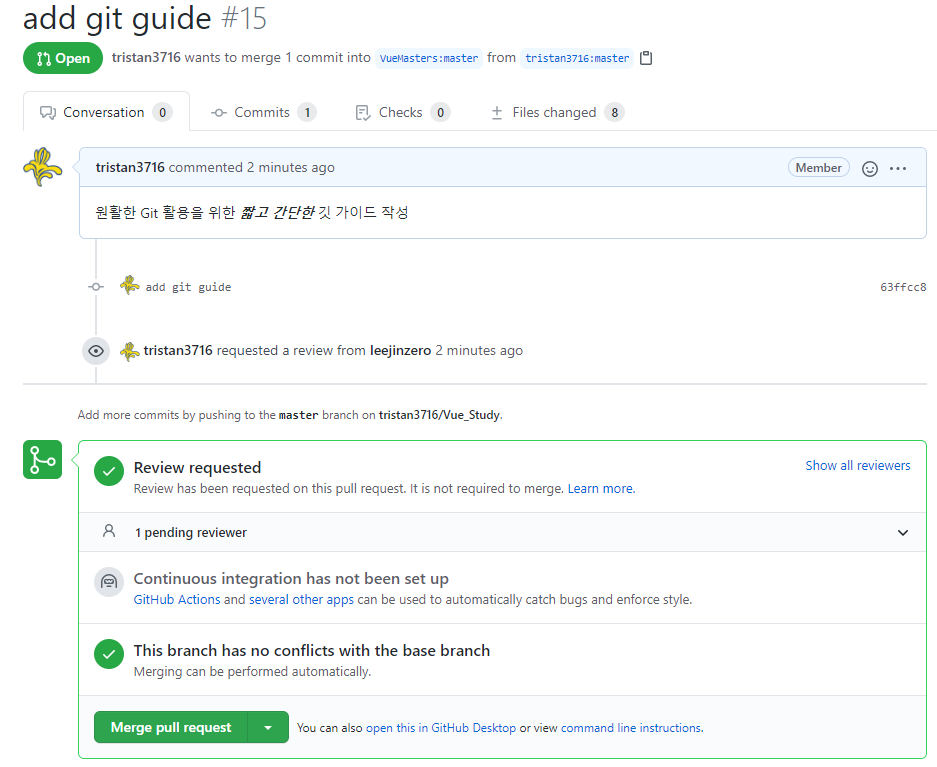 add git guide #15
Open tristan3716 wants to merge 1 commit into VueMasters:master from tristan3716:master
Conversation 0 Commits 1 Checks 0 Files changed 8
tristan3716 commented 2 minutes ago Member
원활한 Git 활용을 위한 짧고 간단한 깃 가이드 작성
add git guide 63ffcc8
tristan3716 requested a review from leejinzero 2 minutes ago
Add more commits by pushing to the master branch on tristan3716/Vue_Study.
Review requested Show all reviewers
Review has been requested on this pull request. It is not required to merge. Learn more.
1 pending reviewer
Continuous integration has not been set up
GitHub Actions and several other apps can be used to automatically catch bugs and enforce style.
This branch has no conflicts with the base branch
Merging can be performed automatically.
Merge pull request You can also open this in GitHub Desktop or view command line instructions.